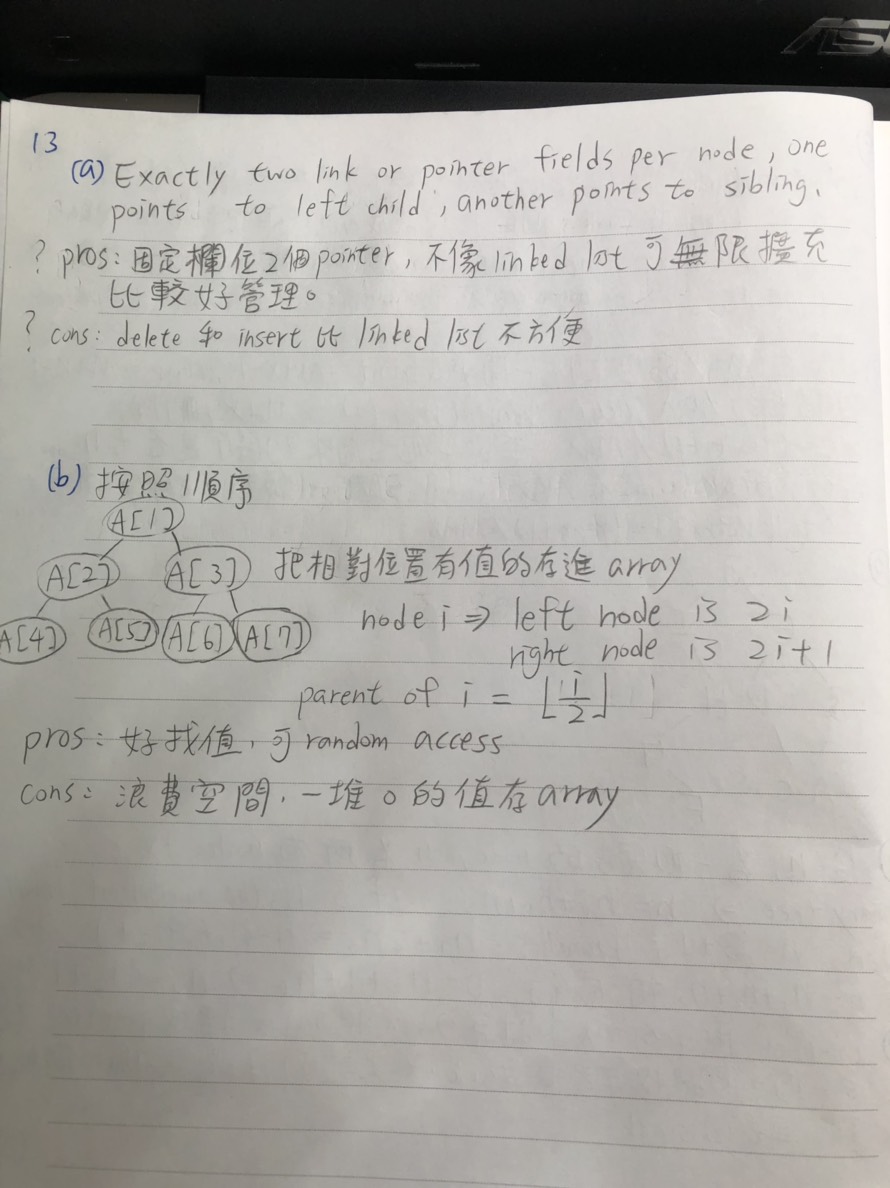 ASU
13
(a) Exactly two link or pointer fields per node, one
points to left child, another points to sibling.
? pros: 固定欄位2個pointer, 不像linked list可無限擴充
比較好管理。
? cons: delete 和 insert 比 linked list 不方便
(b) 按照順序
A[1]
A[2] A[3] 把相對位置有值的存進 array
A[4] A[5] A[6] A[7] node i ⇒ left node is 2i
right node is 2i+1
parent of i = ⌊i/2⌋
pros: 好找值, 可 random access
cons: 浪費空間, 一堆0的值存array